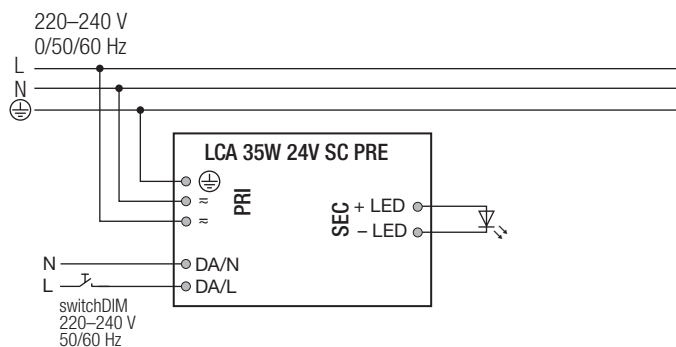 220–240 V
0/50/60 Hz
L
N
LCA 35W 24V SC PRE
PRI
≂
≂
SEC
+ LED
– LED
N
DA/N
L
DA/L
switchDIM
220–240 V
50/60 Hz